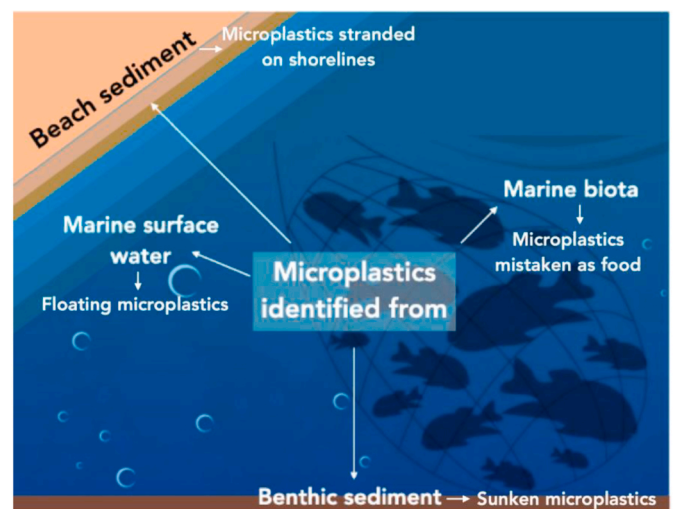 Beach sediment
Microplastics stranded
on shorelines
Marine biota
Microplastics
mistaken as food
Marine surface
water
Floating microplastics
Microplastics
identified from
Benthic sediment
Sunken microplastics